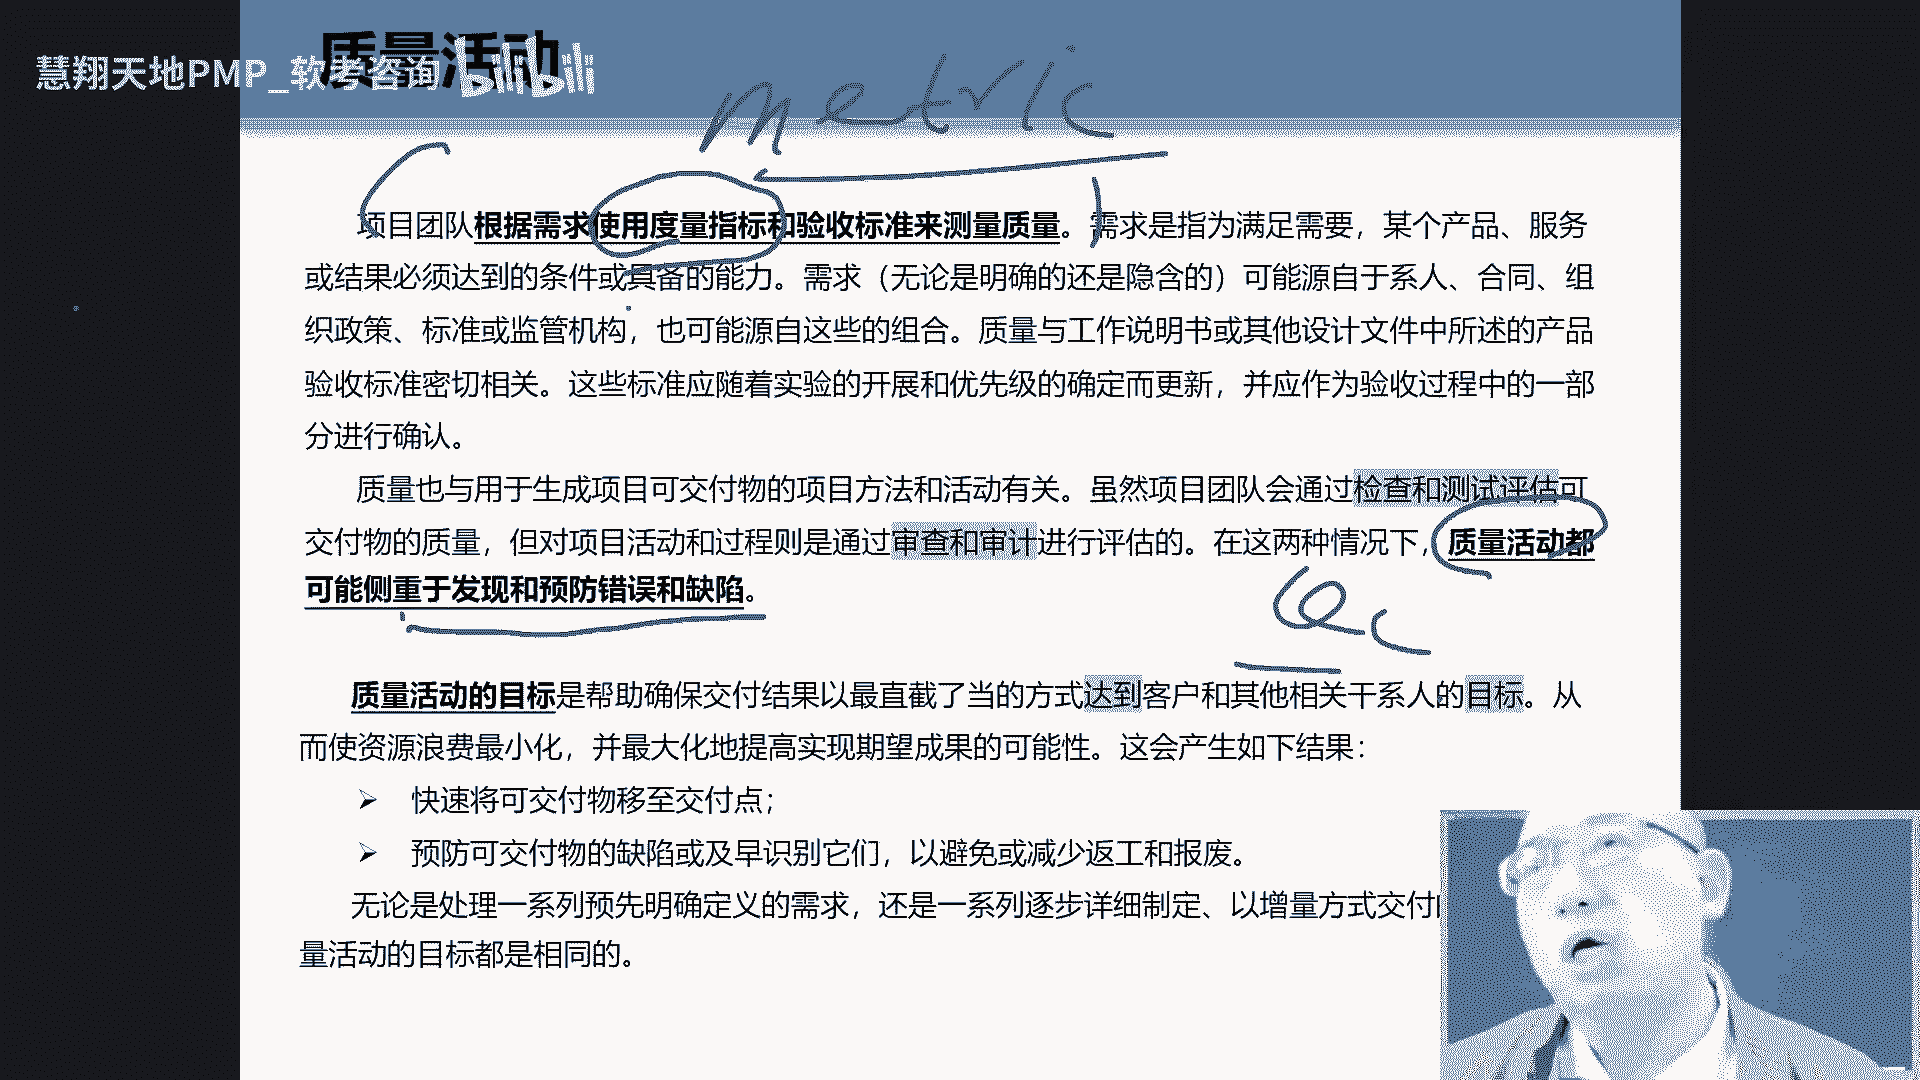 质量活动
慧翔天地PMP_软考咨询 bilibili
metric
项目团队根据需求使用度量指标和验收标准来测量质量。需求是指为满足需要，某个产品、服务
或结果必须达到的条件或具备的能力。需求（无论是明确的还是隐含的）可能源自干系人、合同、组
织政策、标准或监管机构，也可能源自这些的组合。质量与工作说明书或其他设计文件中所述的产品
验收标准密切相关。这些标准应随着实验的开展和优先级的确定而更新，并应作为验收过程中的一部
分进行确认。
质量也与用于生成项目可交付物的项目方法和活动有关。虽然项目团队会通过检查和测试评估可
交付物的质量，但对项目活动和过程则是通过审查和审计进行评估的。在这两种情况下，质量活动都
可能侧重于发现和预防错误和缺陷。
Qc
质量活动的目标是帮助确保交付结果以最直截了当的方式达到客户和其他相关干系人的目标。从
而使资源浪费最小化，并最大化地提高实现期望成果的可能性。这会产生如下结果：
➢ 快速将可交付物移至交付点；
➢ 预防可交付物的缺陷或及早识别它们，以避免或减少返工和报废。
无论是处理一系列预先明确定义的需求，还是一系列逐步详细制定、以增量方式交付
量活动的目标都是相同的。